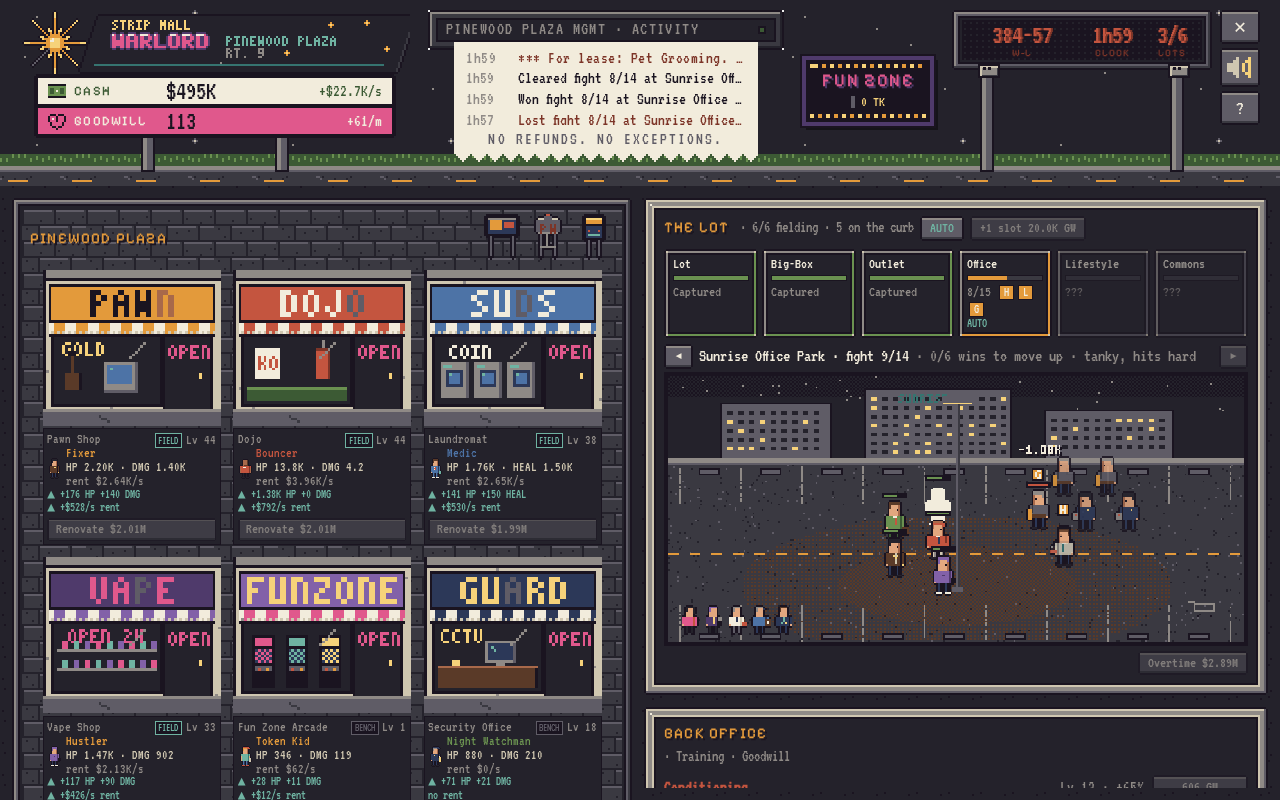 STRIP MALL
WARLORD
PINEWOOD PLAZA
RT. 9
CASH $495K +$22.7K/s
GOODWILL 113 +61/m
PINEWOOD PLAZA MGMT · ACTIVITY
1h59 *** For lease: Pet Grooming. …
1h59 Cleared fight 8/14 at Sunrise Off…
1h59 Won fight 8/14 at Sunrise Office …
1h57 Lost fight 8/14 at Sunrise Office…
NO REFUNDS. NO EXCEPTIONS.
FUN ZONE
0 TK
384-57 1h59 3/6
W-L CLOCK LOTS
×
?
PINEWOOD PLAZA
PAWN
DOJO
SUDS
GOLD
OPEN
KO
OPEN
COIN
OPEN
Pawn Shop FIELD Lv 44
Fixer
HP 2.20K · DMG 1.40K
rent $2.64K/s
▲ +176 HP +140 DMG
▲ +$528/s rent
Renovate $2.01M
Dojo FIELD Lv 44
Bouncer
HP 13.8K · DMG 4.2
rent $3.96K/s
▲ +1.38K HP +0 DMG
▲ +$792/s rent
Renovate $2.01M
Laundromat FIELD Lv 38
Medic
HP 1.76K · HEAL 1.50K
rent $2.65K/s
▲ +141 HP +150 HEAL
▲ +$530/s rent
Renovate $1.99M
VAPE
FUNZONE
GUARD
OPEN
OPEN
CCTV
OPEN
Vape Shop FIELD Lv 33
Hustler
HP 1.47K · DMG 902
rent $2.13K/s
▲ +117 HP +90 DMG
▲ +$426/s rent
Fun Zone Arcade BENCH Lv 1
Token Kid
HP 346 · DMG 119
rent $62/s
▲ +28 HP +11 DMG
▲ +$12/s rent
Security Office BENCH Lv 18
Night Watchman
HP 880 · DMG 210
rent $0/s
▲ +71 HP +21 DMG
no rent
THE LOT · 6/6 fielding · 5 on the curb AUTO +1 slot 20.0K GW
Lot
Captured
Big-Box
Captured
Outlet
Captured
Office
8/15 H L
G
AUTO
Lifestyle
???
Commons
???
◄ Sunrise Office Park · fight 9/14 · 0/6 wins to move up · tanky, hits hard ►
-1.00K
G
H
Overtime $2.89M
BACK OFFICE
· Training · Goodwill
Conditioning Lv 12 · +65% 606 GW